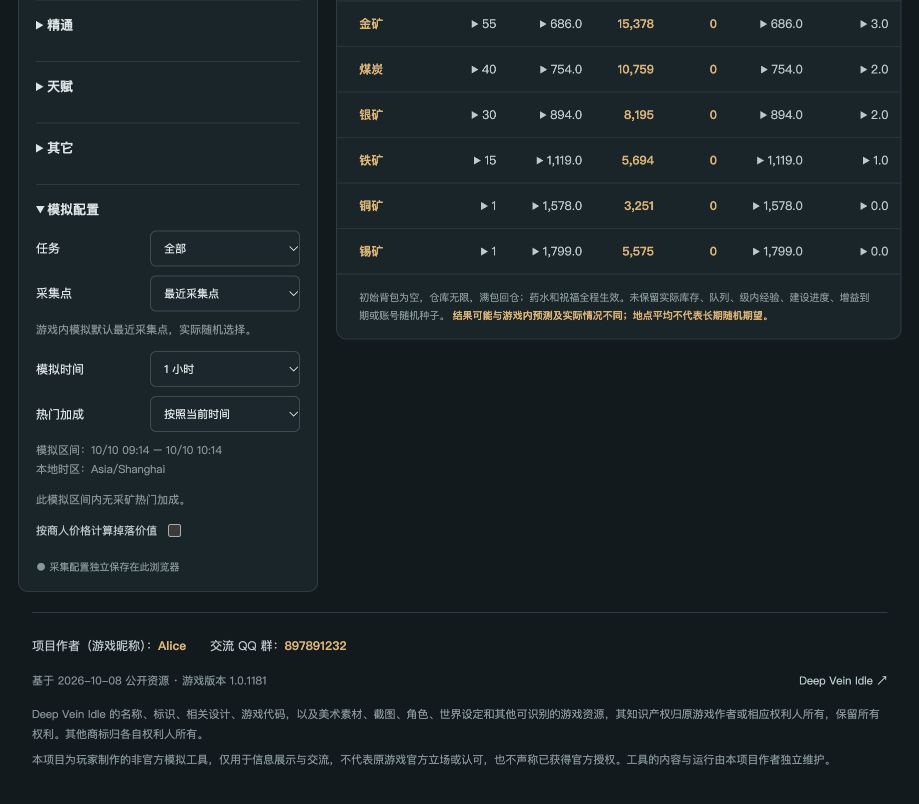 ▶ 精通
▶ 天赋
▶ 其它
▼模拟配置
任务 全部
采集点 最近采集点
游戏内模拟默认最近采集点，实际随机选择。
模拟时间 1 小时
热门加成 按照当前时间
模拟区间：10/10 09:14 — 10/10 10:14
本地时区：Asia/Shanghai
此模拟区间内无采矿热门加成。
按商人价格计算掉落价值
采集配置独立保存在此浏览器
金矿 ▶ 55 ▶ 686.0 15,378 0 ▶ 686.0 ▶ 3.0
煤炭 ▶ 40 ▶ 754.0 10,759 0 ▶ 754.0 ▶ 2.0
银矿 ▶ 30 ▶ 894.0 8,195 0 ▶ 894.0 ▶ 2.0
铁矿 ▶ 15 ▶ 1,119.0 5,694 0 ▶ 1,119.0 ▶ 1.0
铜矿 ▶ 1 ▶ 1,578.0 3,251 0 ▶ 1,578.0 ▶ 0.0
锡矿 ▶ 1 ▶ 1,799.0 5,575 0 ▶ 1,799.0 ▶ 0.0
初始背包为空，仓库无限，满包回仓；药水和祝福全程生效。未保留实际库存、队列、级内经验、建设进度、增益到
期或账号随机种子。 结果可能与游戏内预测及实际情况不同；地点平均不代表长期随机期望。
项目作者（游戏昵称）：Alice 交流 QQ 群：897891232
基于 2026-10-08 公开资源 · 游戏版本 1.0.1181 Deep Vein Idle ↗
Deep Vein Idle 的名称、标识、相关设计、游戏代码，以及美术素材、截图、角色、世界设定和其他可识别的游戏资源，其知识产权归原游戏作者或相应权利人所有，保留所有
权利。其他商标归各自权利人所有。
本项目为玩家制作的非官方模拟工具，仅用于信息展示与交流，不代表原游戏官方立场或认可，也不声称已获得官方授权。工具的内容与运行由本项目作者独立维护。